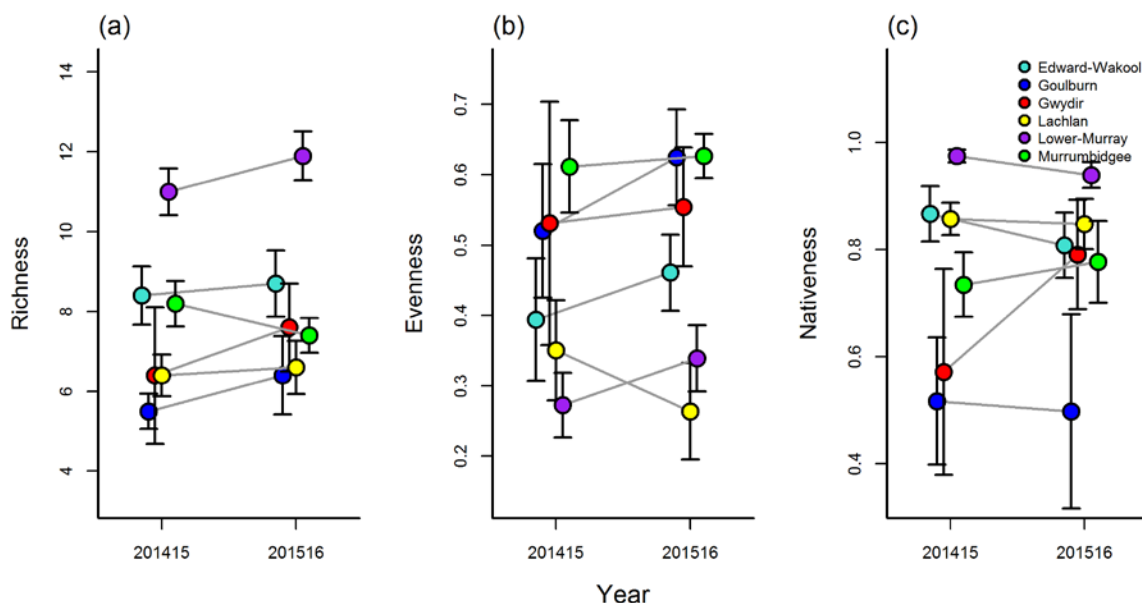 (a)
Richness
14
12
10
8
6
4
201415
201516
(b)
Evenness
0.7
0.6
0.5
0.4
0.3
0.2
201415
201516
Year
(c)
Nativeness
1.0
0.8
0.6
0.4
201415
201516
Edward-Wakool
Goulburn
Gwydir
Lachlan
Lower-Murray
Murrumbidgee